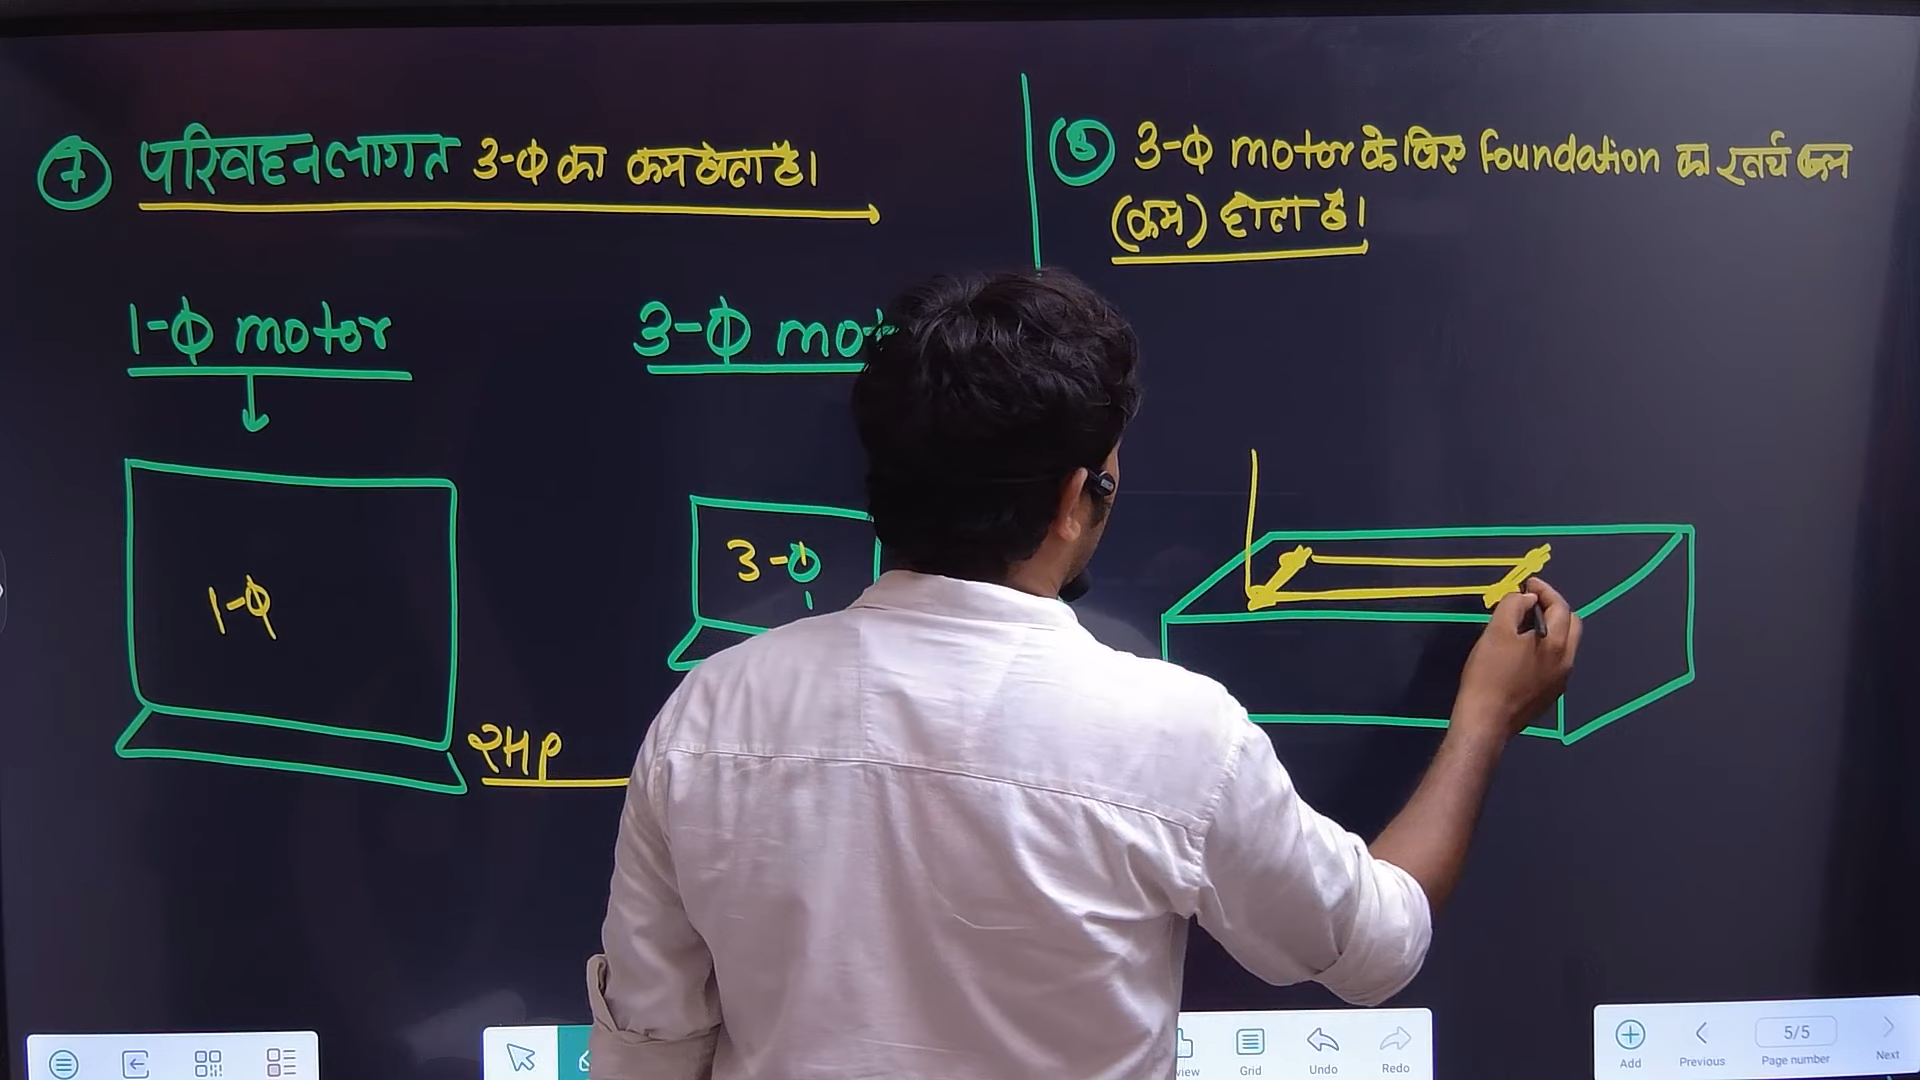 7 परिवहन लागत 3-Φ का कम होता है।
8 3-Φ motor के लिए foundation का खर्च कम
(कम) होता है।
1-Φ motor
3-Φ mot
1-Φ
3-Φ
2HP
view
Grid
Undo
Redo
Add
Previous
5/5
Page number
Next